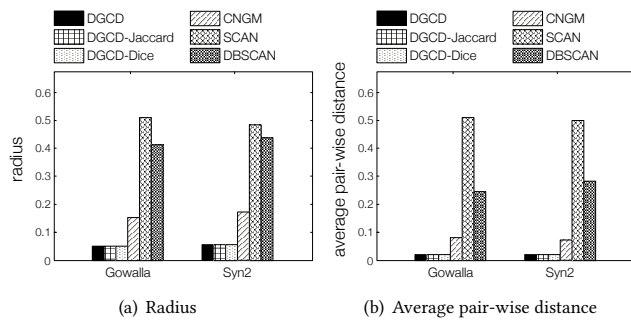 DGCD
DGCD-Jaccard
DGCD-Dice
CNGM
SCAN
DBSCAN
radius
0.6
0.5
0.4
0.3
0.2
0.1
0
Gowalla
Syn2
(a) Radius
DGCD
DGCD-Jaccard
DGCD-Dice
CNGM
SCAN
DBSCAN
average pair-wise distance
0.6
0.5
0.4
0.3
0.2
0.1
0
Gowalla
Syn2
(b) Average pair-wise distance